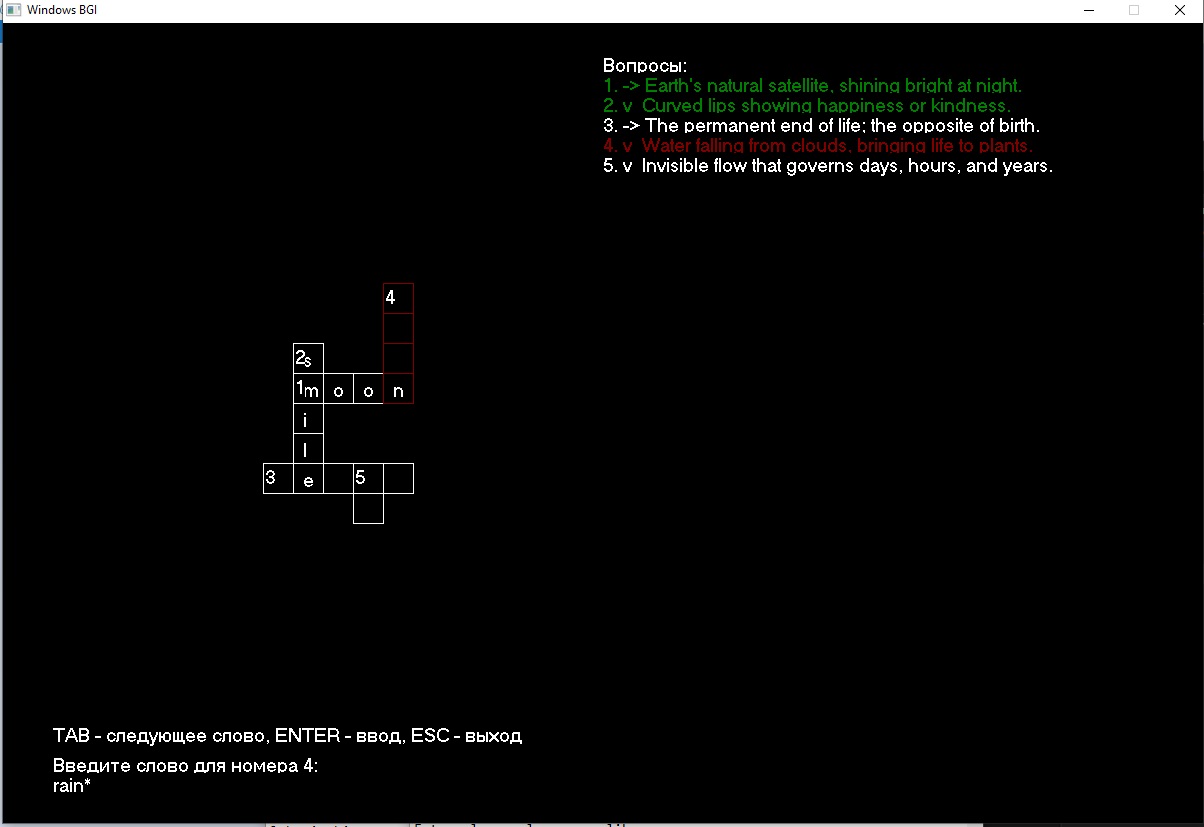 Windows BGI
Вопросы:
1. -> Earth's natural satellite, shining bright at night.
2. v Curved lips showing happiness or kindness.
3. -> The permanent end of life; the opposite of birth.
4. v Water falling from clouds, bringing life to plants.
5. v Invisible flow that governs days, hours, and years.
4
2s
1m o o n
i
l
3 e 5
TAB - следующее слово, ENTER - ввод, ESC - выход
Введите слово для номера 4:
rain*